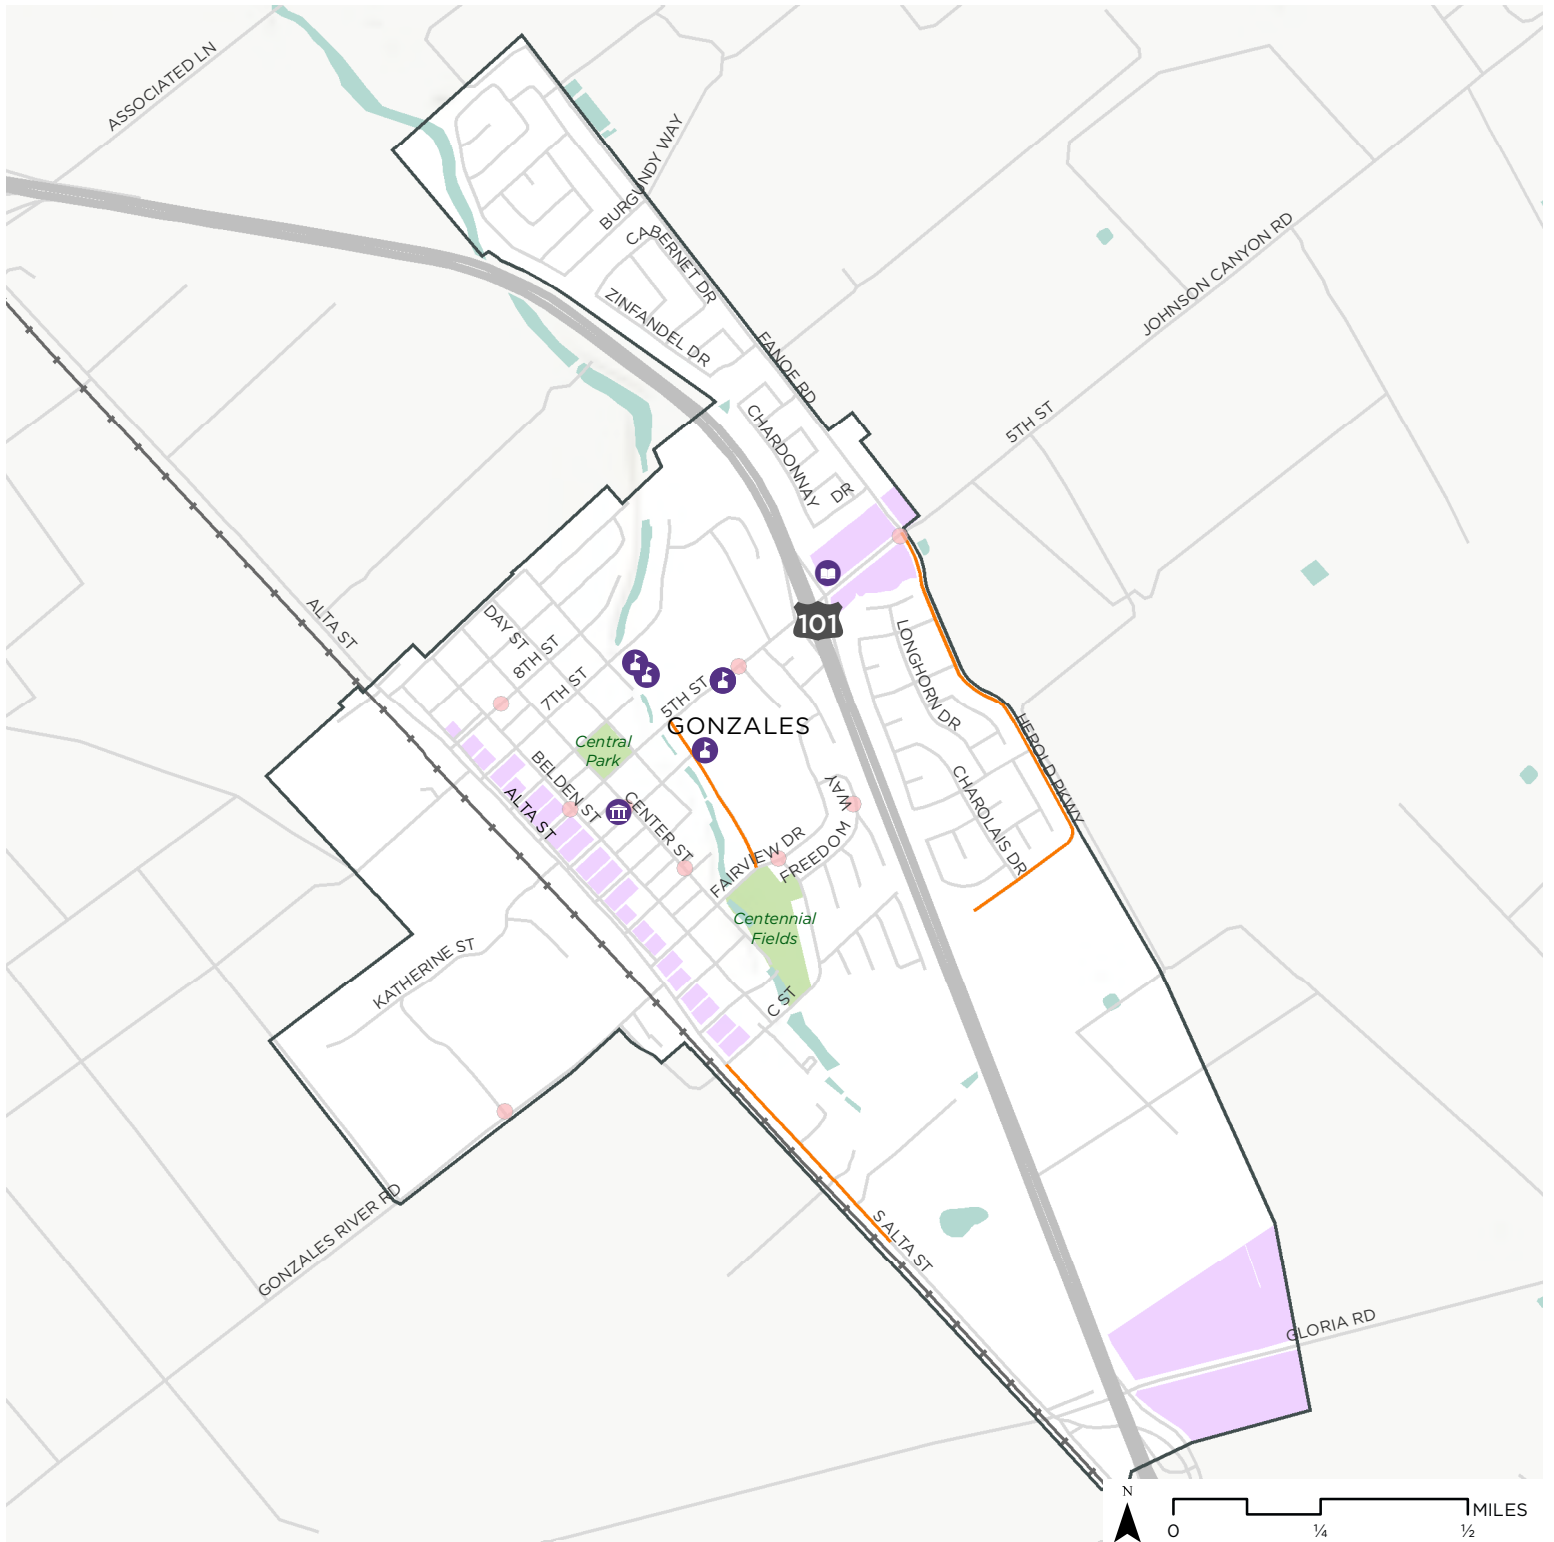 ASSOCIATED LN
BURGUNDY WAY
CABERNET DR
ZINFANDEL DR
FANOE RD
JOHNSON CANYON RD
5TH ST
CHARDONNAY DR
101
ALTA ST
DAY ST
8TH ST
7TH ST
5TH ST
LONGHORN DR
GONZALES
HEROLD PKWY
Central
Park
BELDEN ST
ALTA ST
CENTER ST
FREEDOM WAY
CHAROLAIS DR
FAIRVIEW DR
Centennial
Fields
KATHERINE ST
C ST
GONZALES RIVER RD
S ALTA ST
GLORIA RD
N
MILES
0 ¼ ½